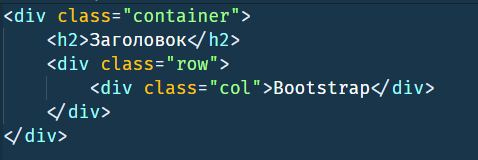 <div class="container">
<h2>Заголовок</h2>
<div class="row">
<div class="col">Bootstrap</div>
</div>
</div>